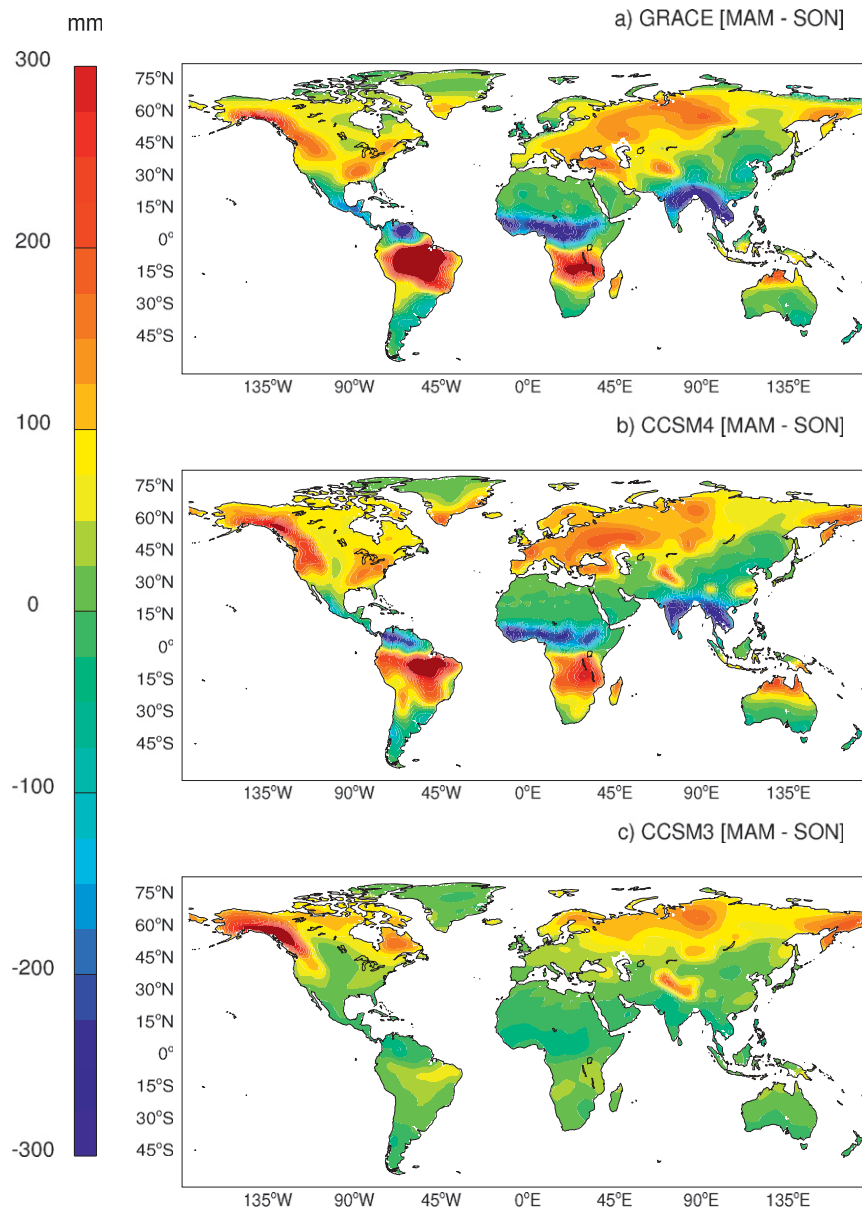 mm
300
200
100
0
-100
-200
-300
a) GRACE [MAM - SON]
75°N
60°N
45°N
30°N
15°N
0°
15°S
30°S
45°S
135°W 90°W 45°W 0°E 45°E 90°E 135°E
b) CCSM4 [MAM - SON]
75°N
60°N
45°N
30°N
15°N
0°
15°S
30°S
45°S
135°W 90°W 45°W 0°E 45°E 90°E 135°E
c) CCSM3 [MAM - SON]
75°N
60°N
45°N
30°N
15°N
0°
15°S
30°S
45°S
135°W 90°W 45°W 0°E 45°E 90°E 135°E